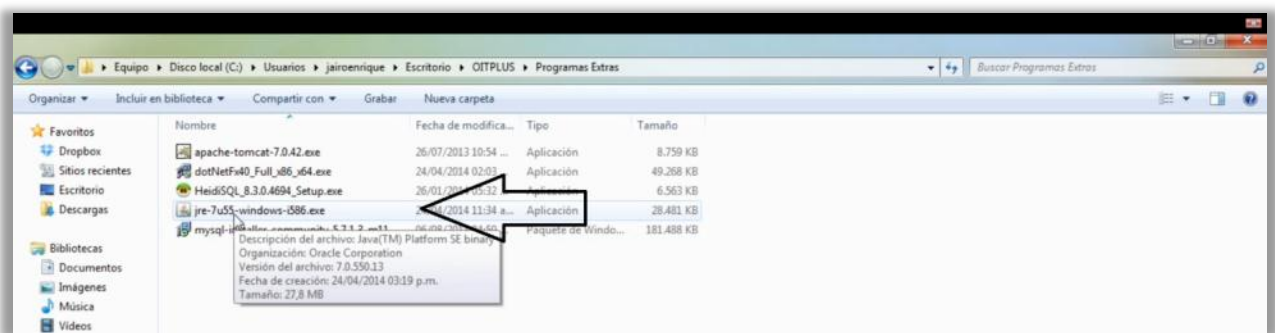 Equipo ▸ Disco local (C:) ▸ Usuarios ▸ jairoenrique ▸ Escritorio ▸ OITPLUS ▸ Programas Extras
Buscar Programas Extras
Organizar Incluir en biblioteca Compartir con Grabar Nueva carpeta
Favoritos
Dropbox
Sitios recientes
Escritorio
Descargas
Bibliotecas
Documentos
Imágenes
Música
Vídeos
Nombre Fecha de modifica... Tipo Tamaño
apache-tomcat-7.0.42.exe 26/07/2013 10:54 ... Aplicación 8.759 KB
dotNetFx40_Full_x86_x64.exe 24/04/2014 02:03 ... Aplicación 49.268 KB
HeidiSQL_8.3.0.4694_Setup.exe 26/01/2014 05:32 Aplicación 6.563 KB
jre-7u55-windows-i586.exe 11:34 a... Aplicación 28.481 KB
Paquete de Windo... 181.488 KB
Descripción del archivo: Java(TM) Platform SE binary
Organización: Oracle Corporation
Versión del archivo: 7.0.550.13
Fecha de creación: 24/04/2014 03:19 p.m.
Tamaño: 27,8 MB